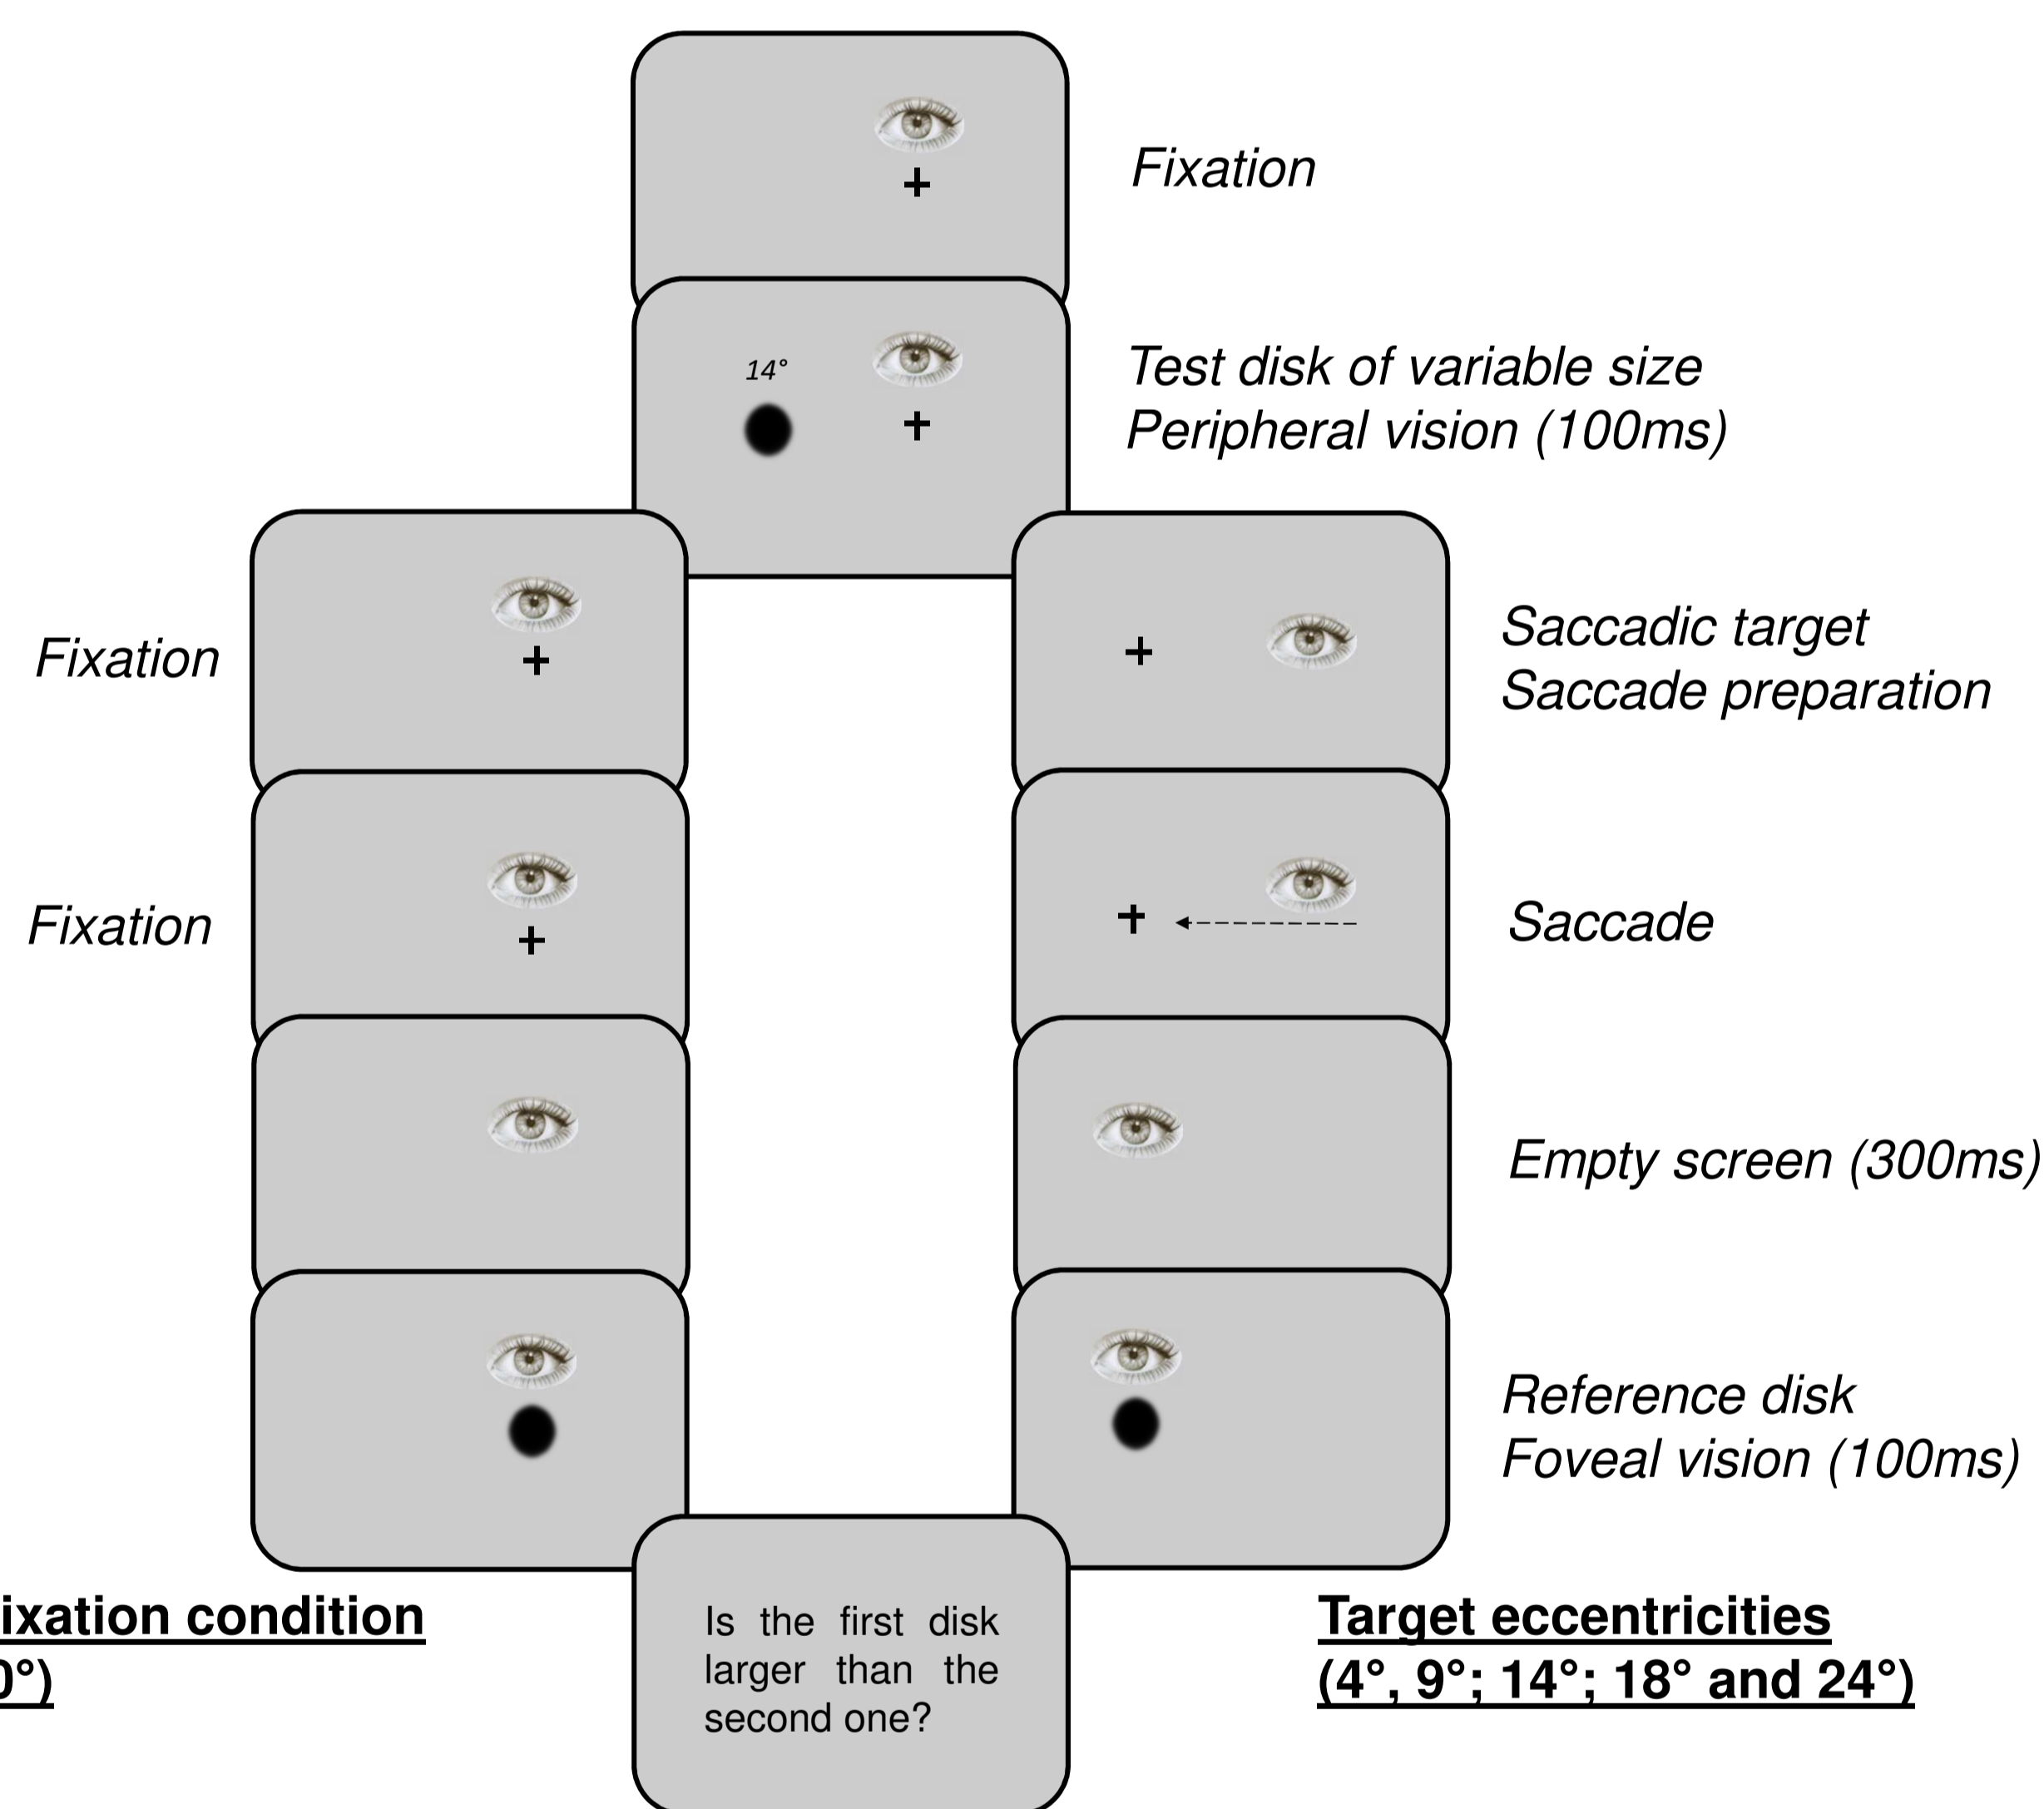 Fixation
14°
Test disk of variable size
Peripheral vision (100ms)
Fixation
Saccadic target
Saccade preparation
Fixation
Saccade
Empty screen (300ms)
Reference disk
Foveal vision (100ms)
ixation condition
0°)
Is the first disk
larger than the
second one?
Target eccentricities
(4°, 9°; 14°; 18° and 24°)